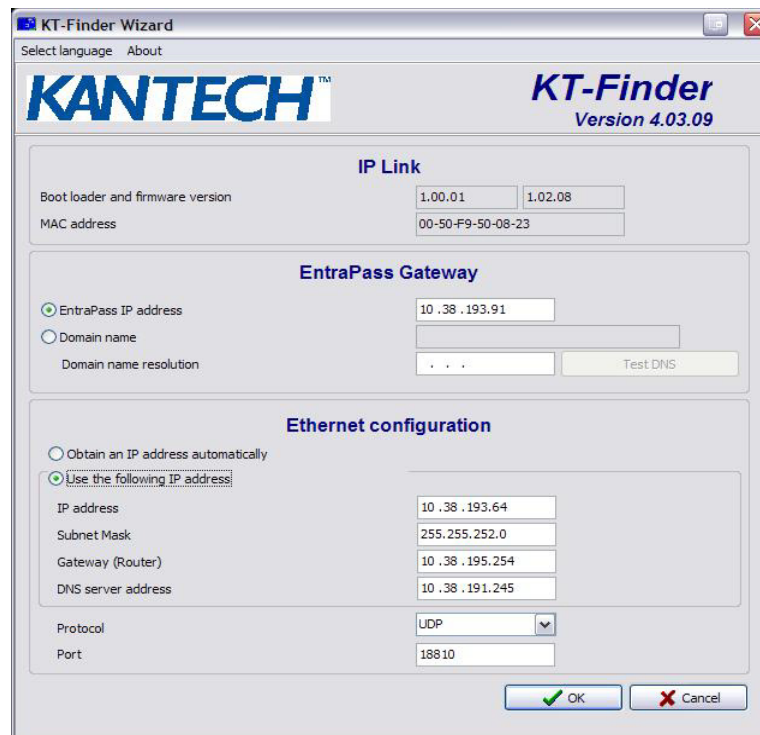 KT-Finder Wizard
Select language About
KANTECH™ KT-Finder
Version 4.03.09
IP Link
Boot loader and firmware version 1.00.01 1.02.08
MAC address 00-50-F9-50-08-23
EntraPass Gateway
EntraPass IP address 10 .38 .193.91
Domain name
Domain name resolution . . . Test DNS
Ethernet configuration
Obtain an IP address automatically
Use the following IP address
IP address 10 .38 .193.64
Subnet Mask 255.255.252.0
Gateway (Router) 10 .38 .195.254
DNS server address 10 .38 .191.245
Protocol UDP
Port 18810
OK Cancel